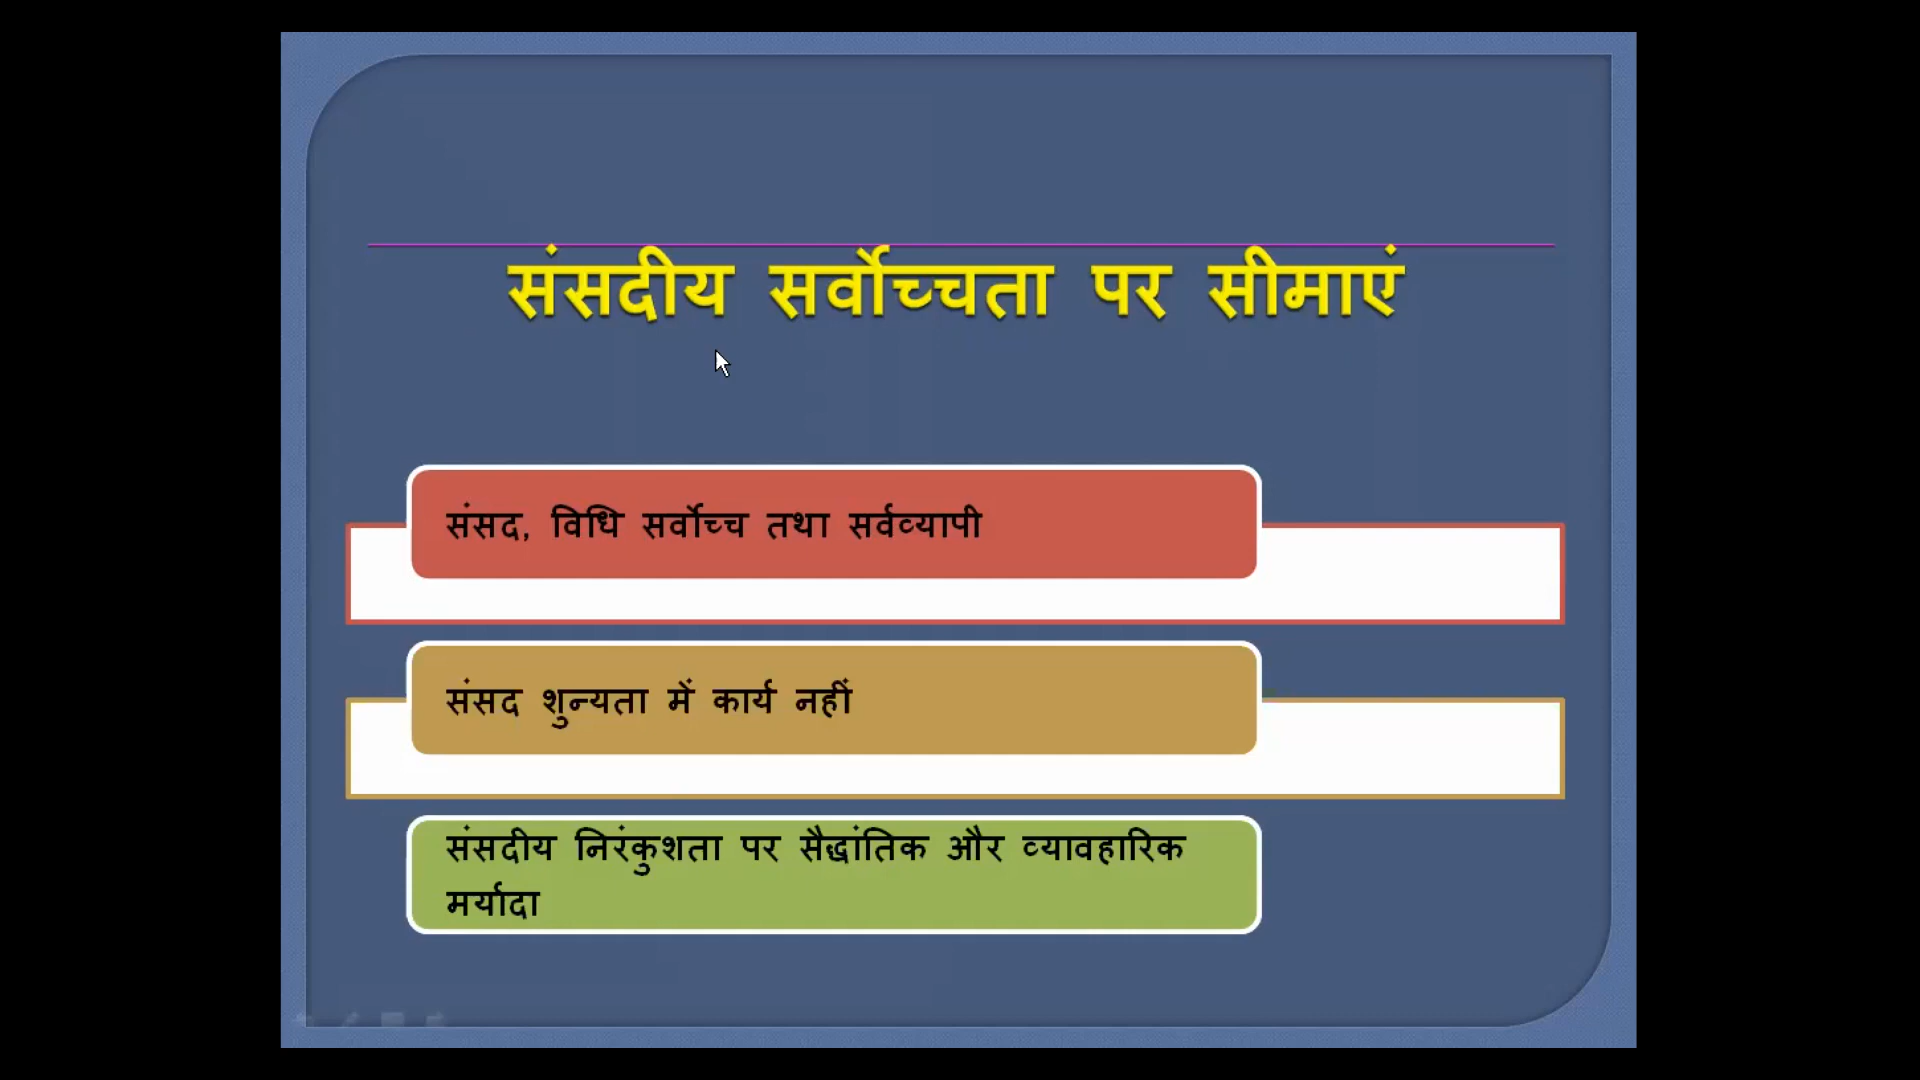 संसदीय सर्वोच्चता पर सीमाएं
संसद, विधि सर्वोच्च तथा सर्वव्यापी
संसद शुन्यता में कार्य नहीं
संसदीय निरंकुशता पर सैद्धांतिक और व्यावहारिक
मर्यादा